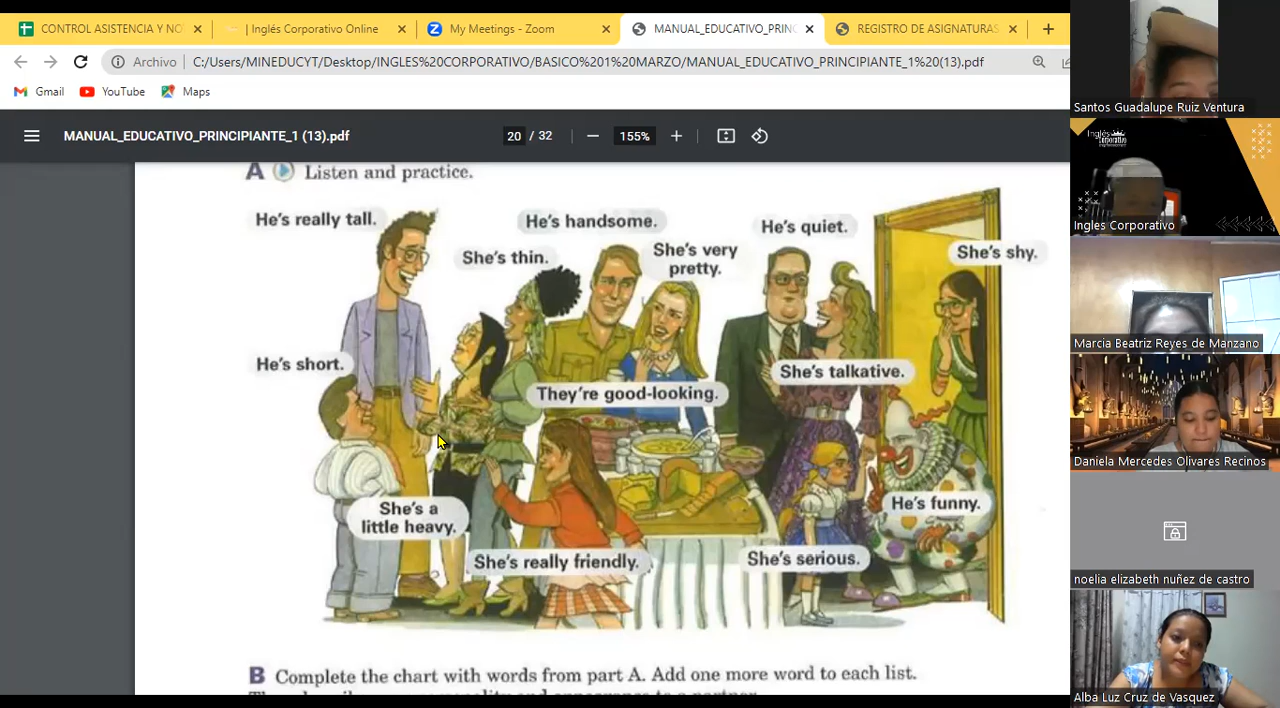 CONTROL ASISTENCIA Y NO
| Inglés Corporativo Online
My Meetings - Zoom
MANUAL_EDUCATIVO_PRINC
REGISTRO DE ASIGNATURAS
Archivo
C:/Users/MINEDUCYT/Desktop/INGLES%20CORPORATIVO/BASICO%201%20MARZO/MANUAL_EDUCATIVO_PRINCIPIANTE_1%20(13).pdf
Gmail
YouTube
Maps
MANUAL_EDUCATIVO_PRINCIPIANTE_1 (13).pdf
20 / 32
155%
A Listen and practice.
He's really tall.
He's handsome.
He's quiet.
She's thin.
She's very
pretty.
She's shy.
He's short.
They're good-looking.
She's talkative.
She's a
little heavy.
He's funny.
She's really friendly.
She's serious.
B Complete the chart with words from part A. Add one more word to each list.
Santos Guadalupe Ruiz Ventura
Inglés
Corporativo
Ingles Corporativo
Marcia Beatriz Reyes de Manzano
Daniela Mercedes Olivares Recinos
noelia elizabeth nuñez de castro
Alba Luz Cruz de Vasquez